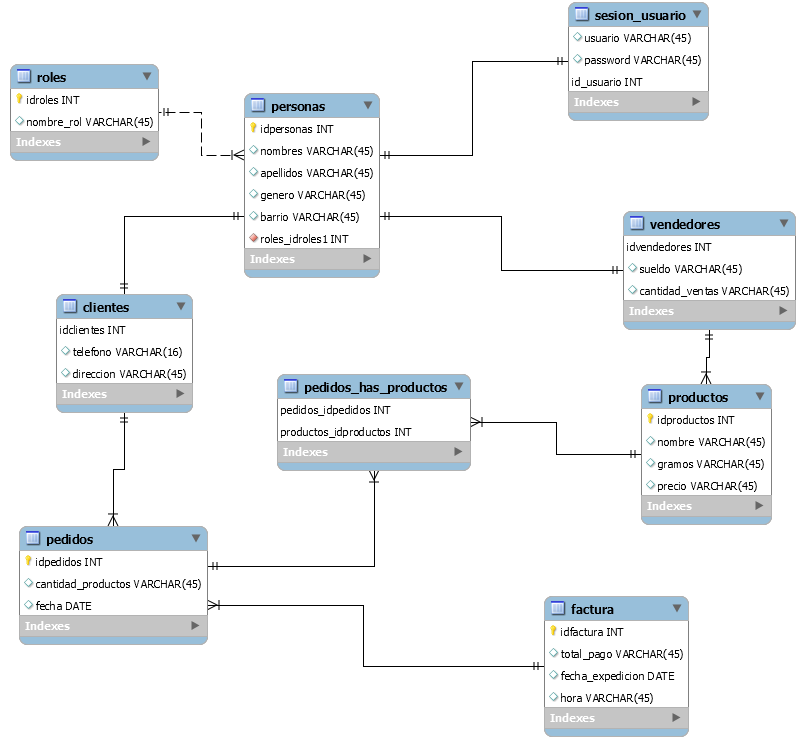 sesion_usuario
usuario VARCHAR(45)
password VARCHAR(45)
id_usuario INT
Indexes
roles
idroles INT
nombre_rol VARCHAR(45)
Indexes
personas
idpersonas INT
nombres VARCHAR(45)
apellidos VARCHAR(45)
genero VARCHAR(45)
barrio VARCHAR(45)
roles_idroles1 INT
Indexes
vendedores
idvendedores INT
sueldo VARCHAR(45)
cantidad_ventas VARCHAR(45)
Indexes
clientes
idclientes INT
telefono VARCHAR(16)
direccion VARCHAR(45)
Indexes
pedidos_has_productos
pedidos_idpedidos INT
productos_idproductos INT
Indexes
productos
idproductos INT
nombre VARCHAR(45)
gramos VARCHAR(45)
precio VARCHAR(45)
Indexes
pedidos
idpedidos INT
cantidad_productos VARCHAR(45)
fecha DATE
Indexes
factura
idfactura INT
total_pago VARCHAR(45)
fecha_expedicion DATE
hora VARCHAR(45)
Indexes